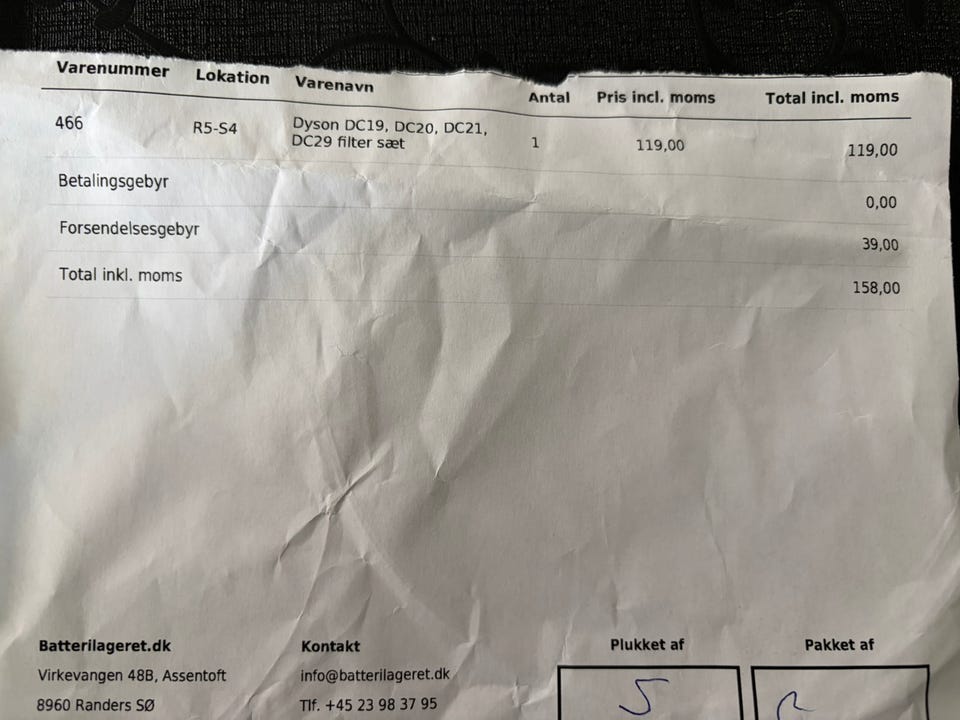 Varenummer Lokation Varenavn Antal Pris incl. moms Total incl. moms
466 R5-S4 Dyson DC19, DC20, DC21, 1 119,00 119,00
DC29 filter sæt
Betalingsgebyr 0,00
Forsendelsesgebyr 39,00
Total inkl. moms 158,00
Batterilageret.dk Kontakt Plukket af Pakket af
Virkevangen 48B, Assentoft info@batterilageret.dk
8960 Randers SØ Tlf. +45 23 98 37 95